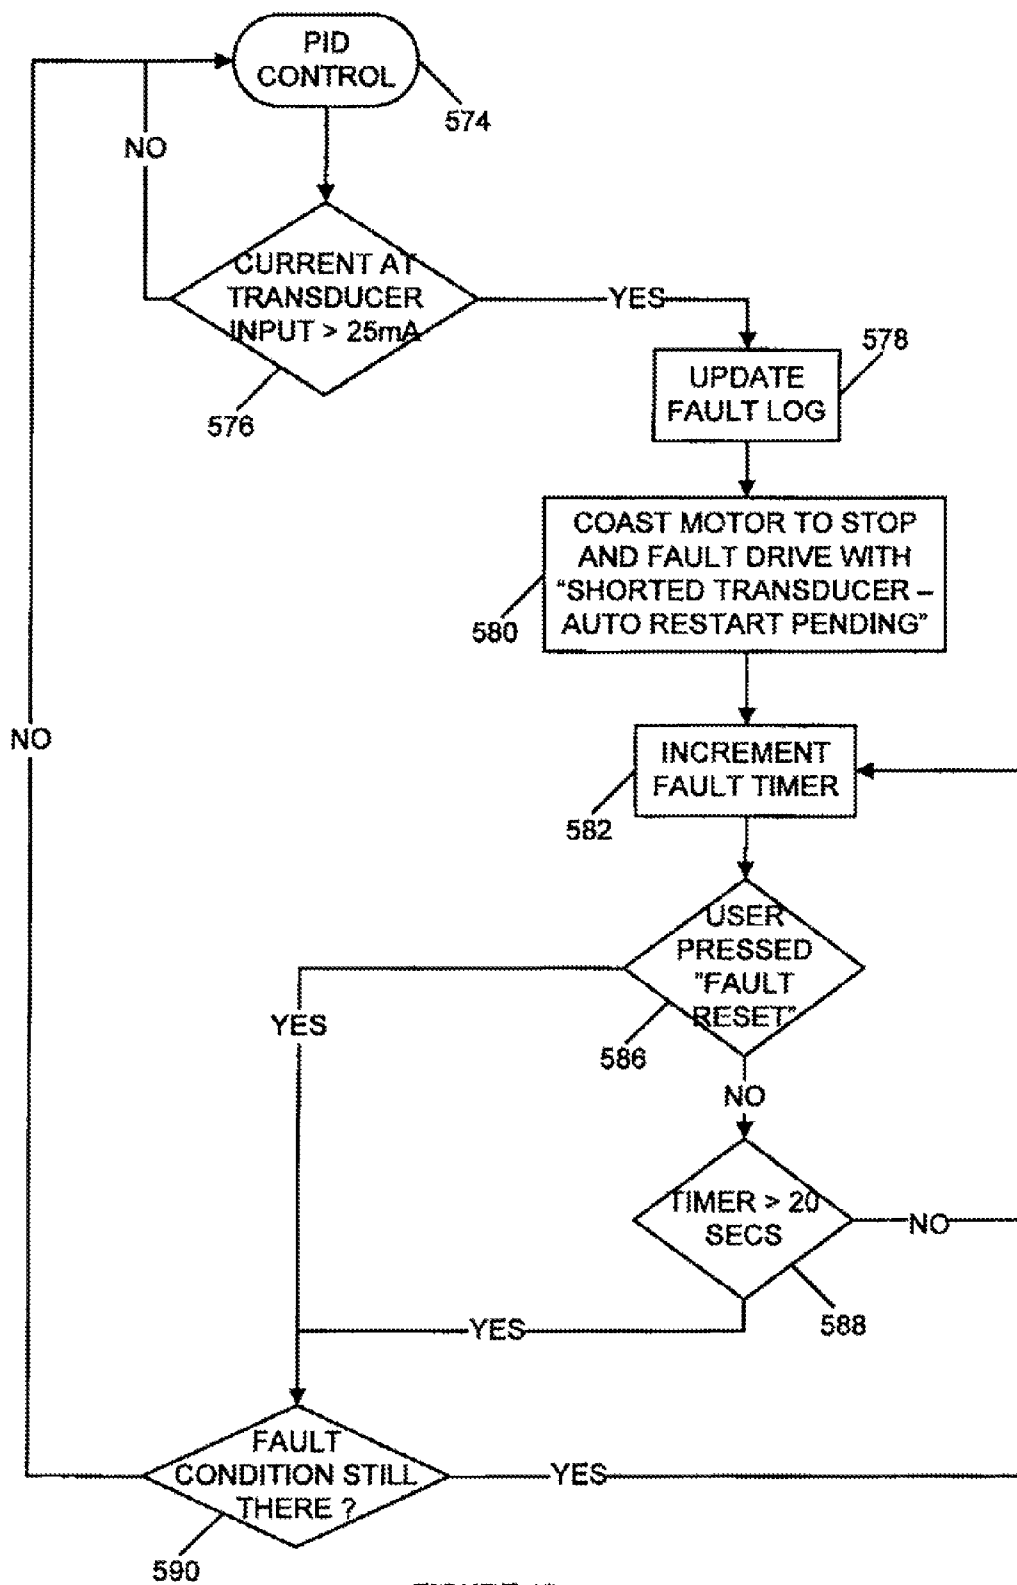 PID
CONTROL
574
NO
CURRENT AT
TRANSDUCER
INPUT > 25mA
YES
576
578
UPDATE
FAULT LOG
COAST MOTOR TO STOP
AND FAULT DRIVE WITH
"SHORTED TRANSDUCER –
AUTO RESTART PENDING"
580
NO
INCREMENT
FAULT TIMER
582
USER
PRESSED
"FAULT
RESET"
YES
586
NO
TIMER > 20
SECS
NO
588
YES
FAULT
CONDITION STILL
THERE ?
YES
590